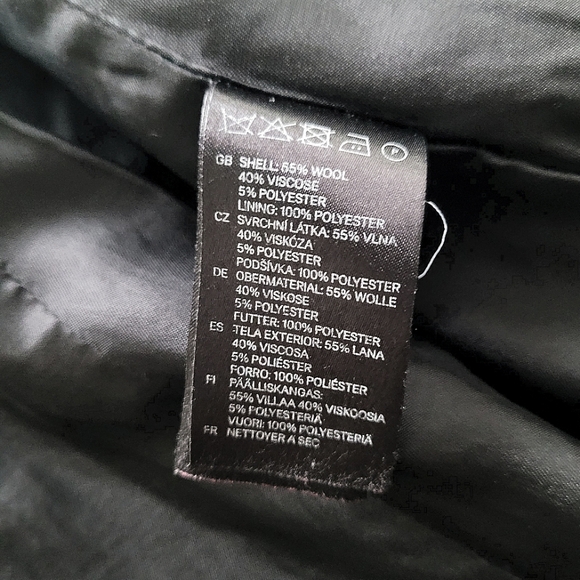 GB SHELL: 55% WOOL
40% VISCOSE
5% POLYESTER
LINING: 100% POLYESTER
CZ SVRCHNÍ LÁTKA: 55% VLNA
40% VISKÓZA
5% POLYESTER
PODŠÍVKA: 100% POLYESTER
DE OBERMATERIAL: 55% WOLLE
40% VISKOSE
5% POLYESTER
FUTTER: 100% POLYESTER
ES TELA EXTERIOR: 55% LANA
40% VISCOSA
5% POLIÉSTER
FORRO: 100% POLIÉSTER
FI PÄÄLLISKANGAS:
55% VILLAA 40% VISKOOSIA
5% POLYESTERIÄ
VUORI: 100% POLYESTERIÄ
FR NETTOYER A SEC